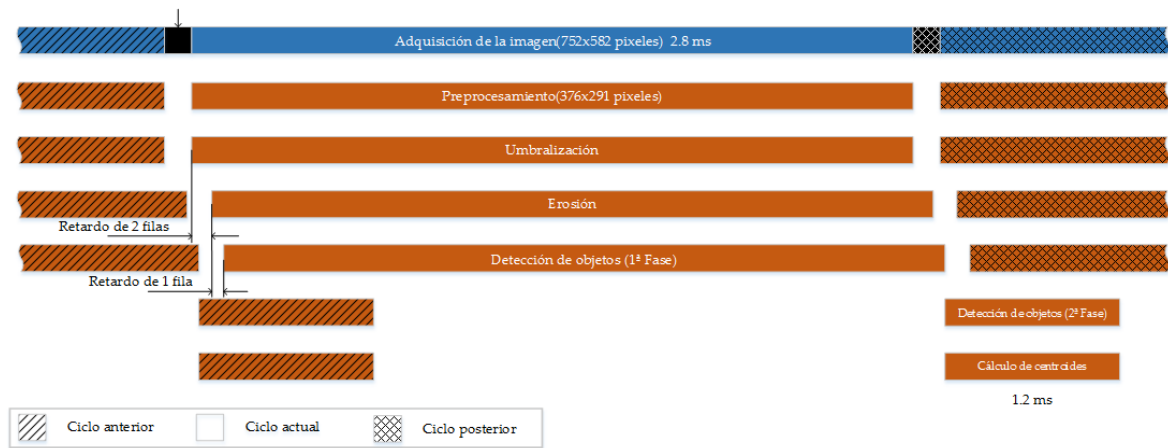 Adquisición de la imagen(752x582 pixeles)  2.8 ms
Preprocesamiento(376x291 pixeles)
Umbralización
Erosión
Retardo de 2 filas
Detección de objetos (1ª Fase)
Retardo de 1 fila
Detección de objetos (2ª Fase)
Cálculo de centroides
1.2 ms
Ciclo anterior
Ciclo actual
Ciclo posterior